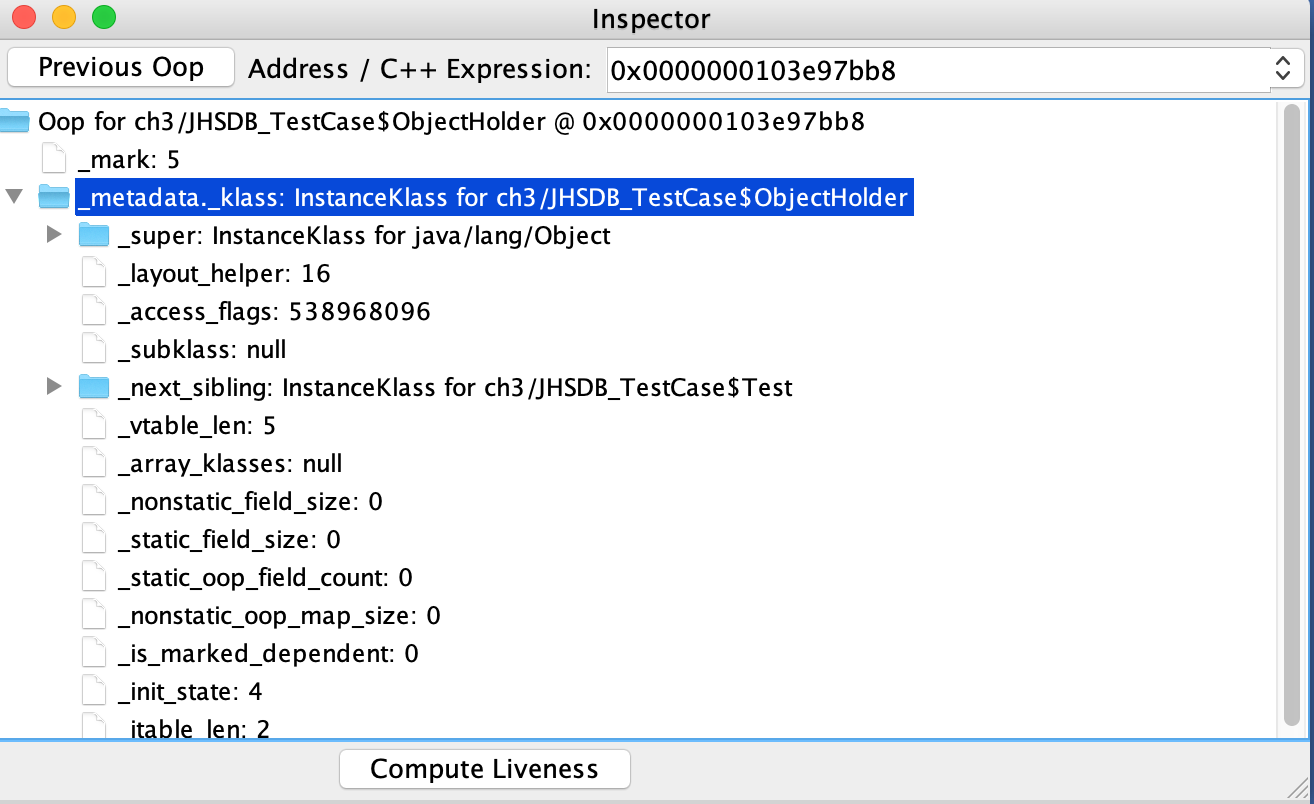 Inspector
Previous Oop Address / C++ Expression: 0x0000000103e97bb8
Oop for ch3/JHSDB_TestCase$ObjectHolder @ 0x0000000103e97bb8
_mark: 5
_metadata._klass: InstanceKlass for ch3/JHSDB_TestCase$ObjectHolder
_super: InstanceKlass for java/lang/Object
_layout_helper: 16
_access_flags: 538968096
_subklass: null
_next_sibling: InstanceKlass for ch3/JHSDB_TestCase$Test
_vtable_len: 5
_array_klasses: null
_nonstatic_field_size: 0
_static_field_size: 0
_static_oop_field_count: 0
_nonstatic_oop_map_size: 0
_is_marked_dependent: 0
_init_state: 4
_itable_len: 2
Compute Liveness